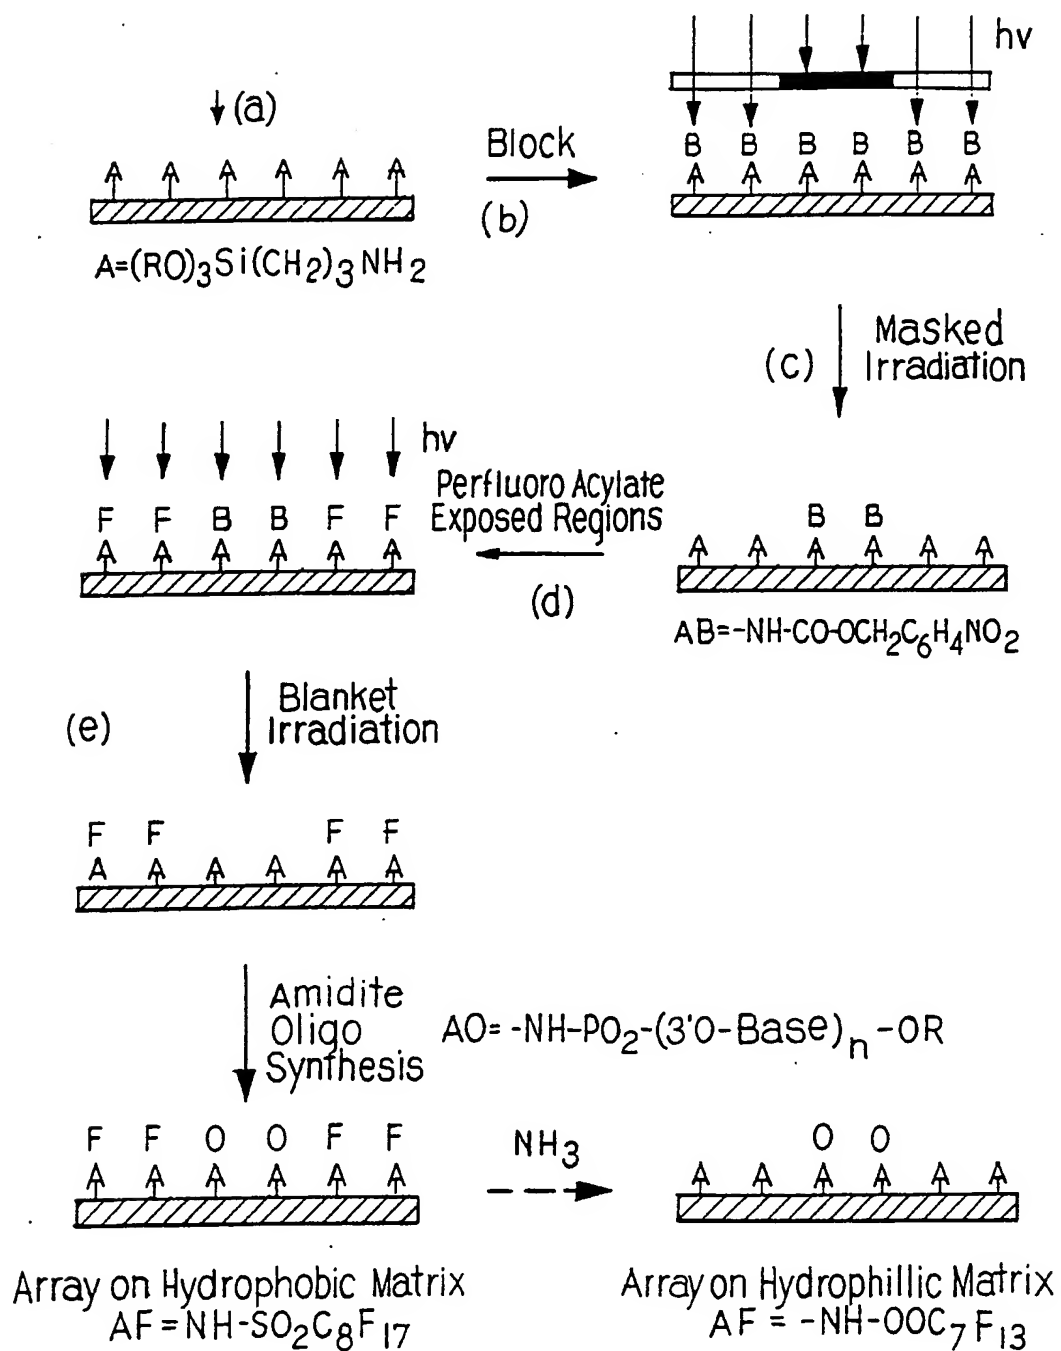 (a)
A A A A A A
A=(RO)₃Si(CH₂)₃NH₂
Block
(b)
hν
B B B B B B
A A A A A A
(c)
Masked
Irradiation
B B
A A A A A A
AB=-NH-CO-OCH₂C₆H₄NO₂
Perfluoro Acylate
Exposed Regions
(d)
hν
F F B B F F
A A A A A A
(e)
Blanket
Irradiation
F F F F
A A A A A A
Amidite
Oligo
Synthesis
AO= -NH-PO₂-(3'O-Base)ₙ-OR
F F O O F F
A A A A A A
Array on Hydrophobic Matrix
AF=NH-SO₂C₈F₁₇
NH₃
O O
A A A A A A
Array on Hydrophillic Matrix
AF = -NH-OOC₇F₁₃